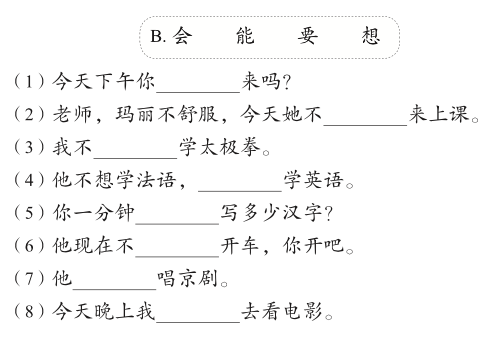 B. 会 能 要 想
（1）今天下午你________来吗？
（2）老师，玛丽不舒服，今天她不________来上课。
（3）我不________学太极拳。
（4）他不想学法语，________学英语。
（5）你一分钟________写多少汉字？
（6）他现在不________开车，你开吧。
（7）他________唱京剧。
（8）今天晚上我________去看电影。